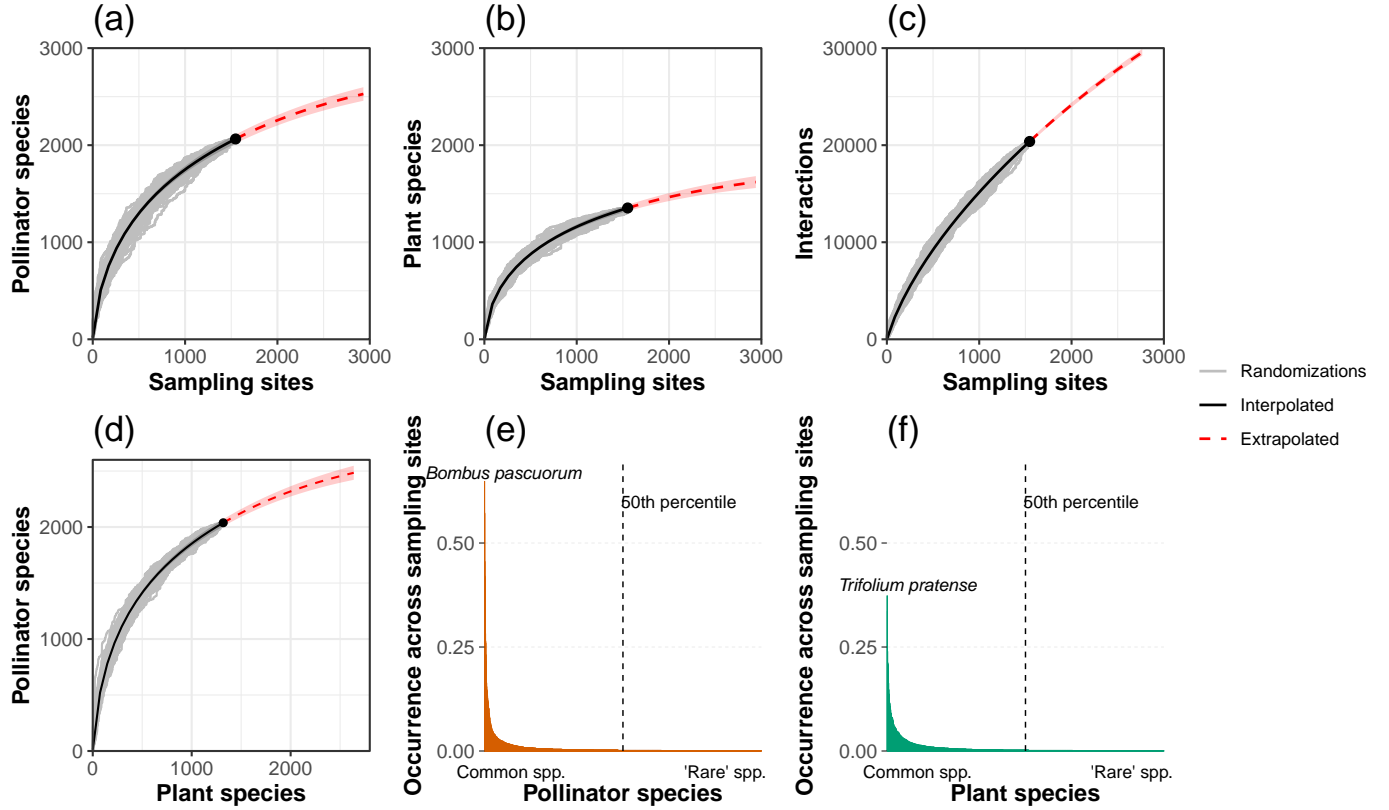 (a)
Pollinator species
3000
2000
1000
0
0 1000 2000 3000
Sampling sites
(b)
Plant species
3000
2000
1000
0
0 1000 2000 3000
Sampling sites
(c)
Interactions
30000
20000
10000
0
0 1000 2000 3000
Sampling sites
Randomizations
Interpolated
Extrapolated
(d)
Pollinator species
2000
1000
0
0 1000 2000
Plant species
(e)
Occurrence across sampling sites
Bombus pascuorum
50th percentile
0.50
0.25
0.00
Common spp. 'Rare' spp.
Pollinator species
(f)
Occurrence across sampling sites
50th percentile
0.50
Trifolium pratense
0.25
0.00
Common spp. 'Rare' spp.
Plant species